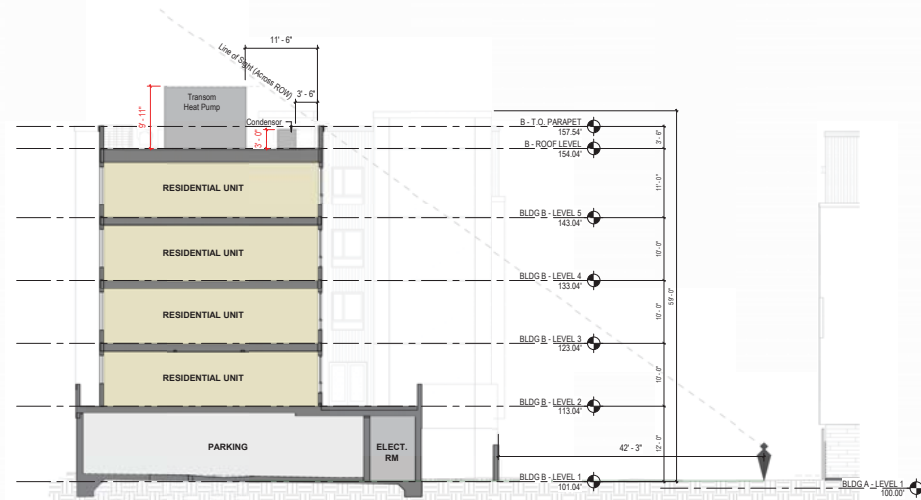 11' - 6"
Line of Sight (Across ROW)
3' - 6"
Transom
Heat Pump
9' - 11"
Condensor
3' - 0"
B - T.O. PARAPET
157.54'
3'- 6"
B - ROOF LEVEL
154.04'
RESIDENTIAL UNIT
11'- 0"
BLDG B - LEVEL 5
143.04'
RESIDENTIAL UNIT
10'- 0"
BLDG B - LEVEL 4
133.04'
59'- 0"
RESIDENTIAL UNIT
10'- 0"
BLDG B - LEVEL 3
123.04'
RESIDENTIAL UNIT
10'- 0"
BLDG B - LEVEL 2
113.04'
PARKING
ELECT.
RM
12'- 0"
42' - 3"
BLDG B - LEVEL 1
101.04'
BLDG A - LEVEL 1
100.00'